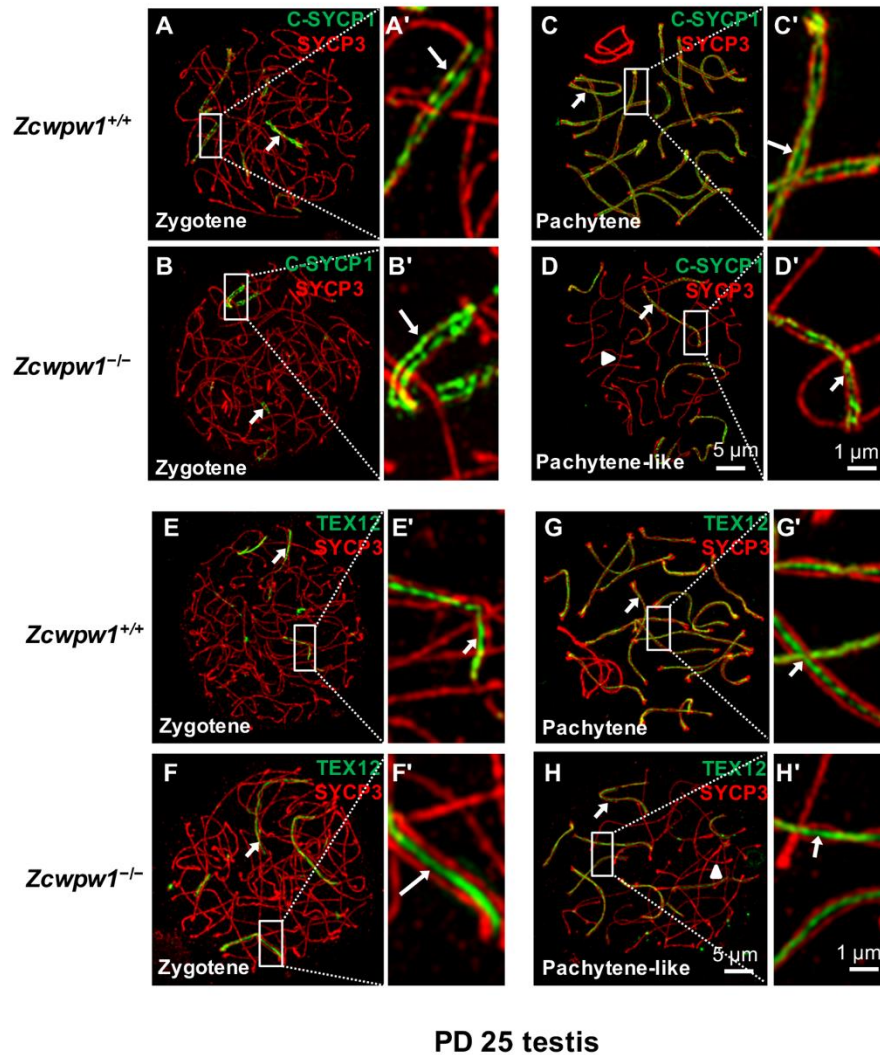 A C-SYCP1 A' C C-SYCP1 C'
SYCP3 SYCP3
Zcwpw1+/+
Zygotene Pachytene
B C-SYCP1 B' D C-SYCP1 D'
SYCP3 SYCP3
Zcwpw1−/−
5 µm 1 µm
Zygotene Pachytene-like
E TEX12 E' G TEX12 G'
SYCP3 SYCP3
Zcwpw1+/+
Zygotene Pachytene
F TEX12 F' H TEX12 H'
SYCP3 SYCP3
Zcwpw1−/−
5 µm 1 µm
Zygotene Pachytene-like
PD 25 testis